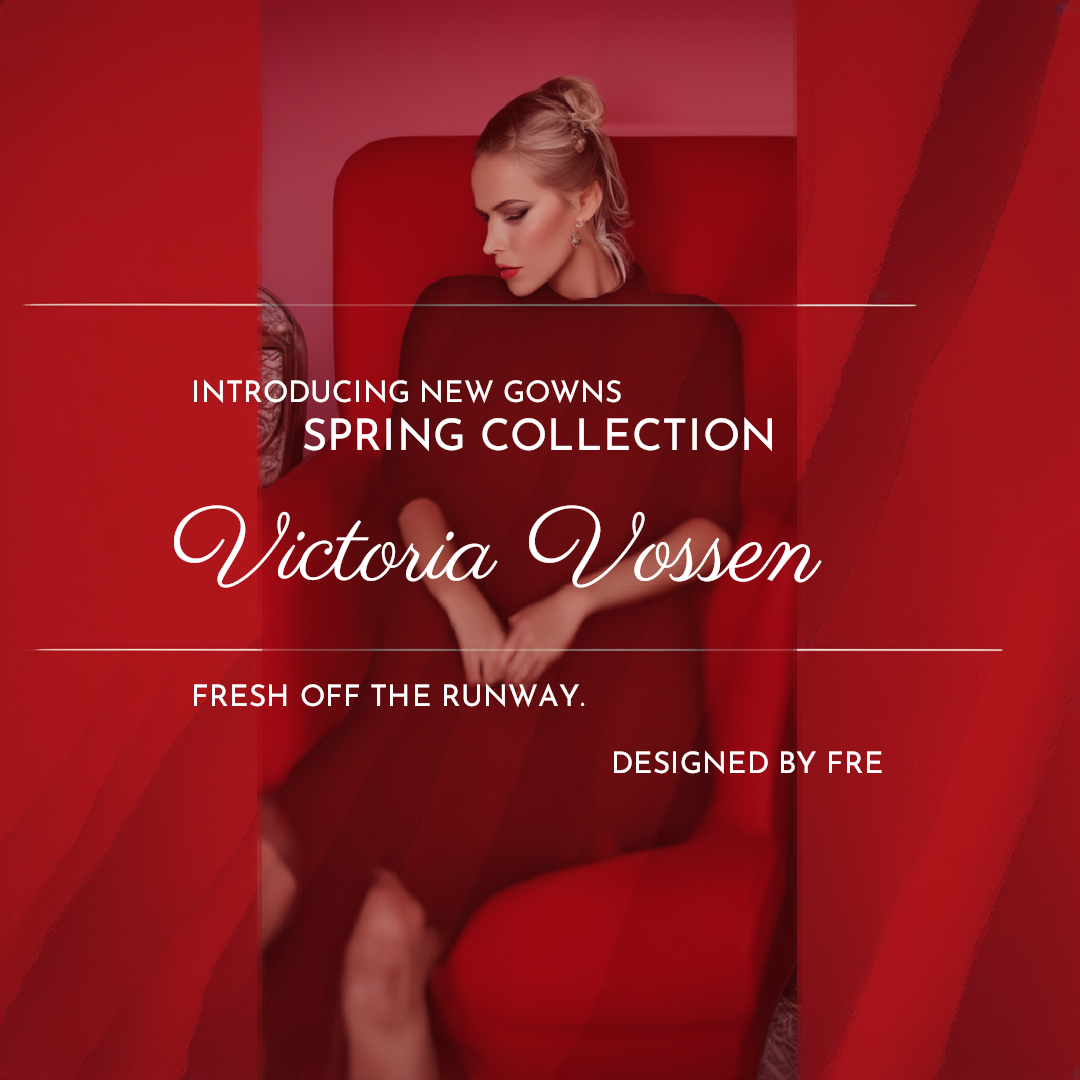 INTRODUCING NEW GOWNS
SPRING COLLECTION
Victoria Vossen
FRESH OFF THE RUNWAY.
DESIGNED BY FRE